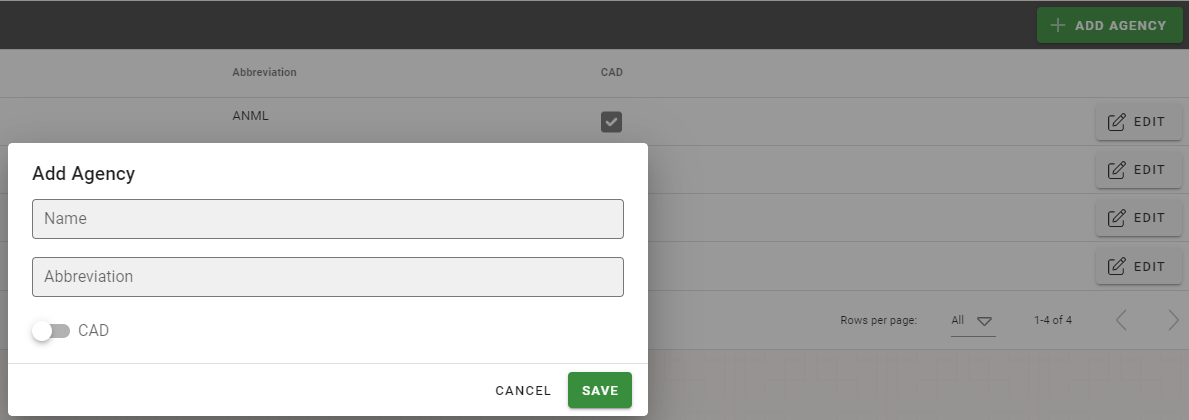 ADD AGENCY
Abbreviation CAD
ANML
EDIT
EDIT
EDIT
EDIT
Rows per page: All 1-4 of 4
Add Agency
Name
Abbreviation
CAD
CANCEL SAVE